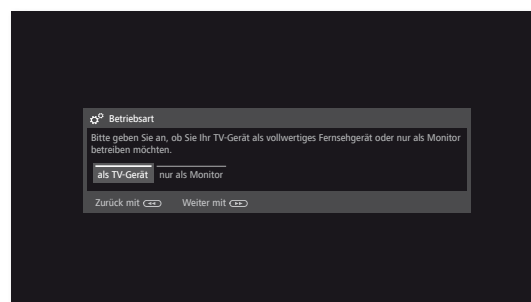 Betriebsart
Bitte geben Sie an, ob Sie Ihr TV-Gerät als vollwertiges Fernsehgerät oder nur als Monitor
betreiben möchten.
als TV-Gerät nur als Monitor
Zurück mit Weiter mit